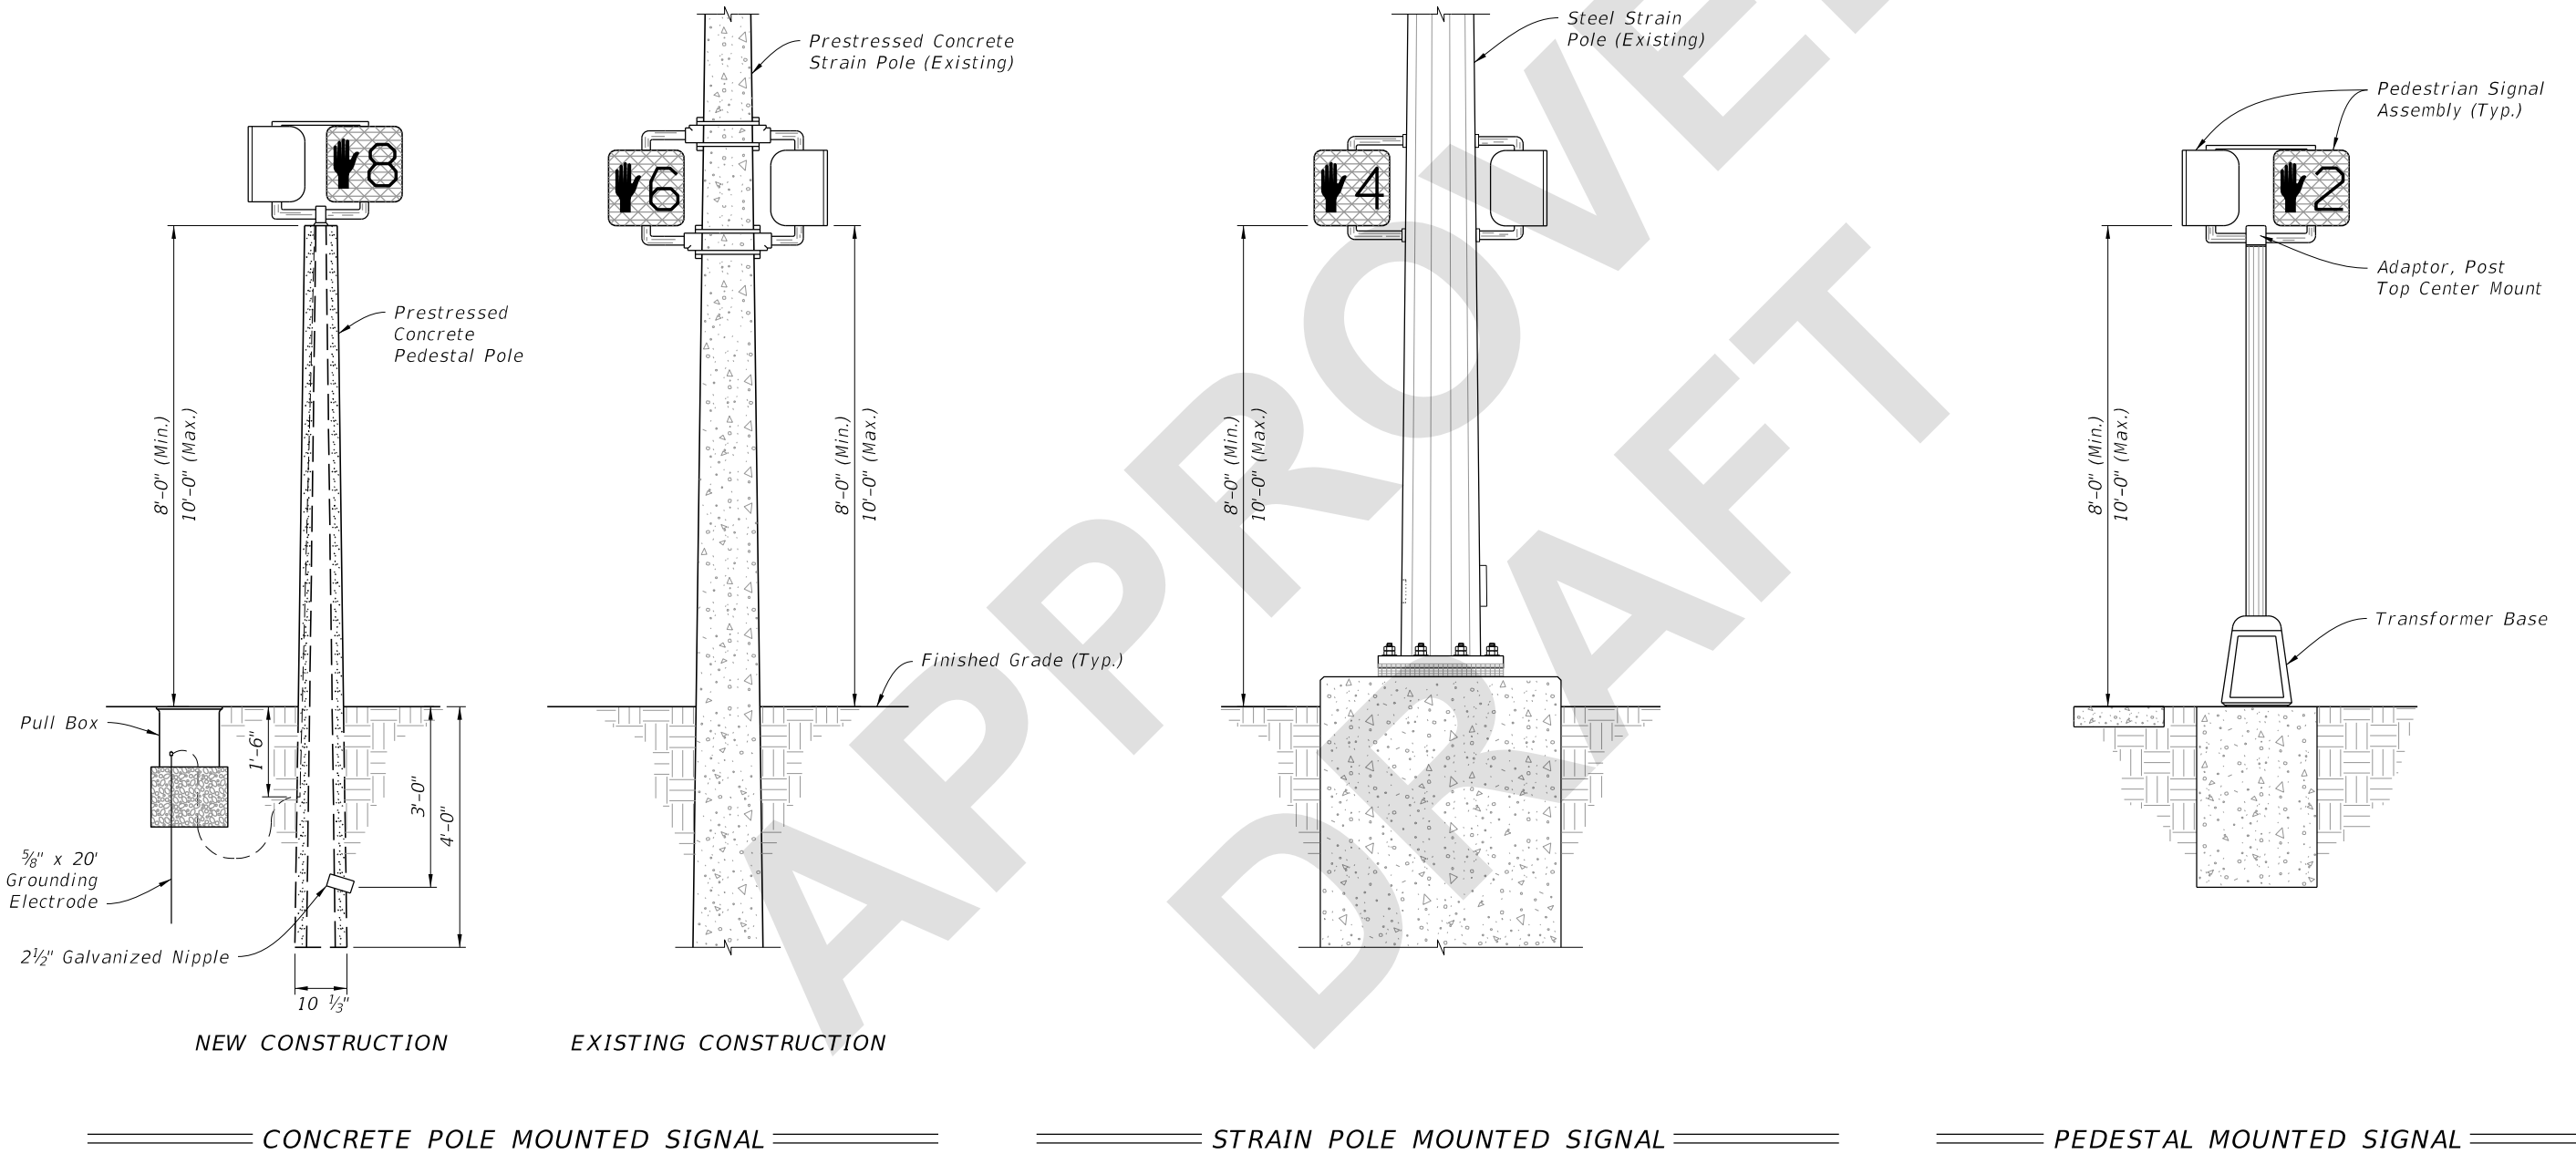 Prestressed Concrete
Strain Pole (Existing)
8
6
Prestressed
Concrete
Pedestal Pole
8'-0" (Min.)
10'-0" (Max.)
8'-0" (Min.)
10'-0" (Max.)
Finished Grade (Typ.)
Pull Box
1'-6"
3'-0"
4'-0"
5/8" x 20'
Grounding
Electrode
2 1/2" Galvanized Nipple
10 1/3"
NEW CONSTRUCTION
EXISTING CONSTRUCTION
CONCRETE POLE MOUNTED SIGNAL
Steel Strain
Pole (Existing)
4
8'-0" (Min.)
10'-0" (Max.)
STRAIN POLE MOUNTED SIGNAL
Pedestrian Signal
Assembly (Typ.)
2
Adaptor, Post
Top Center Mount
8'-0" (Min.)
10'-0" (Max.)
Transformer Base
PEDESTAL MOUNTED SIGNAL
APPROVE
DRAFT